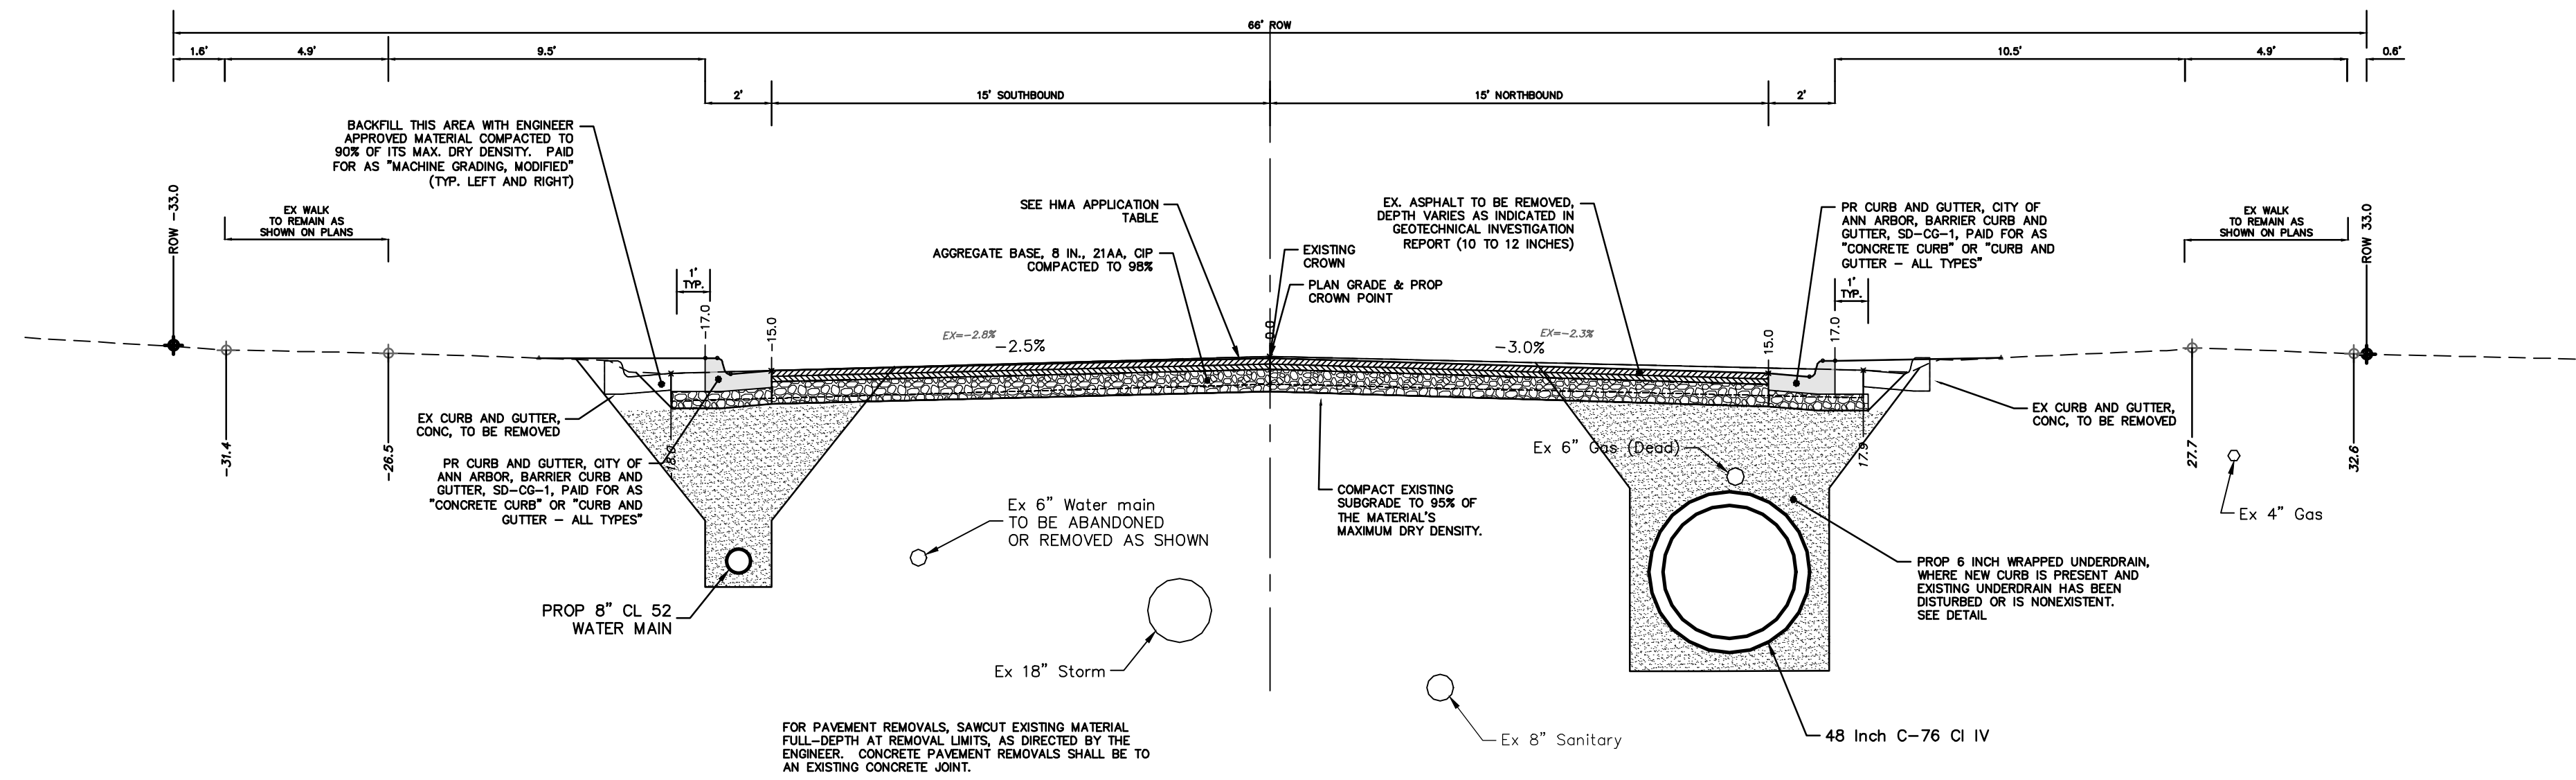 66' ROW
1.6'
4.9'
9.5'
10.5'
4.9'
0.6'
2'
15' SOUTHBOUND
15' NORTHBOUND
2'
BACKFILL THIS AREA WITH ENGINEER
APPROVED MATERIAL COMPACTED TO
90% OF ITS MAX. DRY DENSITY. PAID
FOR AS "MACHINE GRADING, MODIFIED"
(TYP. LEFT AND RIGHT)
ROW -33.0
EX WALK
TO REMAIN AS
SHOWN ON PLANS
SEE HMA APPLICATION
TABLE
AGGREGATE BASE, 8 IN., 21AA, CIP
COMPACTED TO 98%
EX. ASPHALT TO BE REMOVED,
DEPTH VARIES AS INDICATED IN
GEOTECHNICAL INVESTIGATION
REPORT (10 TO 12 INCHES)
EXISTING
CROWN
PLAN GRADE & PROP
CROWN POINT
PR CURB AND GUTTER, CITY OF
ANN ARBOR, BARRIER CURB AND
GUTTER, SD-CG-1, PAID FOR AS
"CONCRETE CURB" OR "CURB AND
GUTTER - ALL TYPES"
EX WALK
TO REMAIN AS
SHOWN ON PLANS
ROW 33.0
1'
TYP.
1'
TYP.
-17.0
-15.0
EX=-2.8%
-2.5%
0.0
EX=-2.3%
-3.0%
15.0
17.0
-31.4
-26.5
EX CURB AND GUTTER,
CONC, TO BE REMOVED
-18.0
17.9
EX CURB AND GUTTER,
CONC, TO BE REMOVED
27.7
32.6
PR CURB AND GUTTER, CITY OF
ANN ARBOR, BARRIER CURB AND
GUTTER, SD-CG-1, PAID FOR AS
"CONCRETE CURB" OR "CURB AND
GUTTER - ALL TYPES"
Ex 6" Water main
TO BE ABANDONED
OR REMOVED AS SHOWN
COMPACT EXISTING
SUBGRADE TO 95% OF
THE MATERIAL'S
MAXIMUM DRY DENSITY.
Ex 6" Gas (Dead)
Ex 4" Gas
PROP 6 INCH WRAPPED UNDERDRAIN,
WHERE NEW CURB IS PRESENT AND
EXISTING UNDERDRAIN HAS BEEN
DISTURBED OR IS NONEXISTENT.
SEE DETAIL
PROP 8" CL 52
WATER MAIN
Ex 18" Storm
Ex 8" Sanitary
48 Inch C-76 Cl IV
FOR PAVEMENT REMOVALS, SAWCUT EXISTING MATERIAL
FULL-DEPTH AT REMOVAL LIMITS, AS DIRECTED BY THE
ENGINEER. CONCRETE PAVEMENT REMOVALS SHALL BE TO
AN EXISTING CONCRETE JOINT.